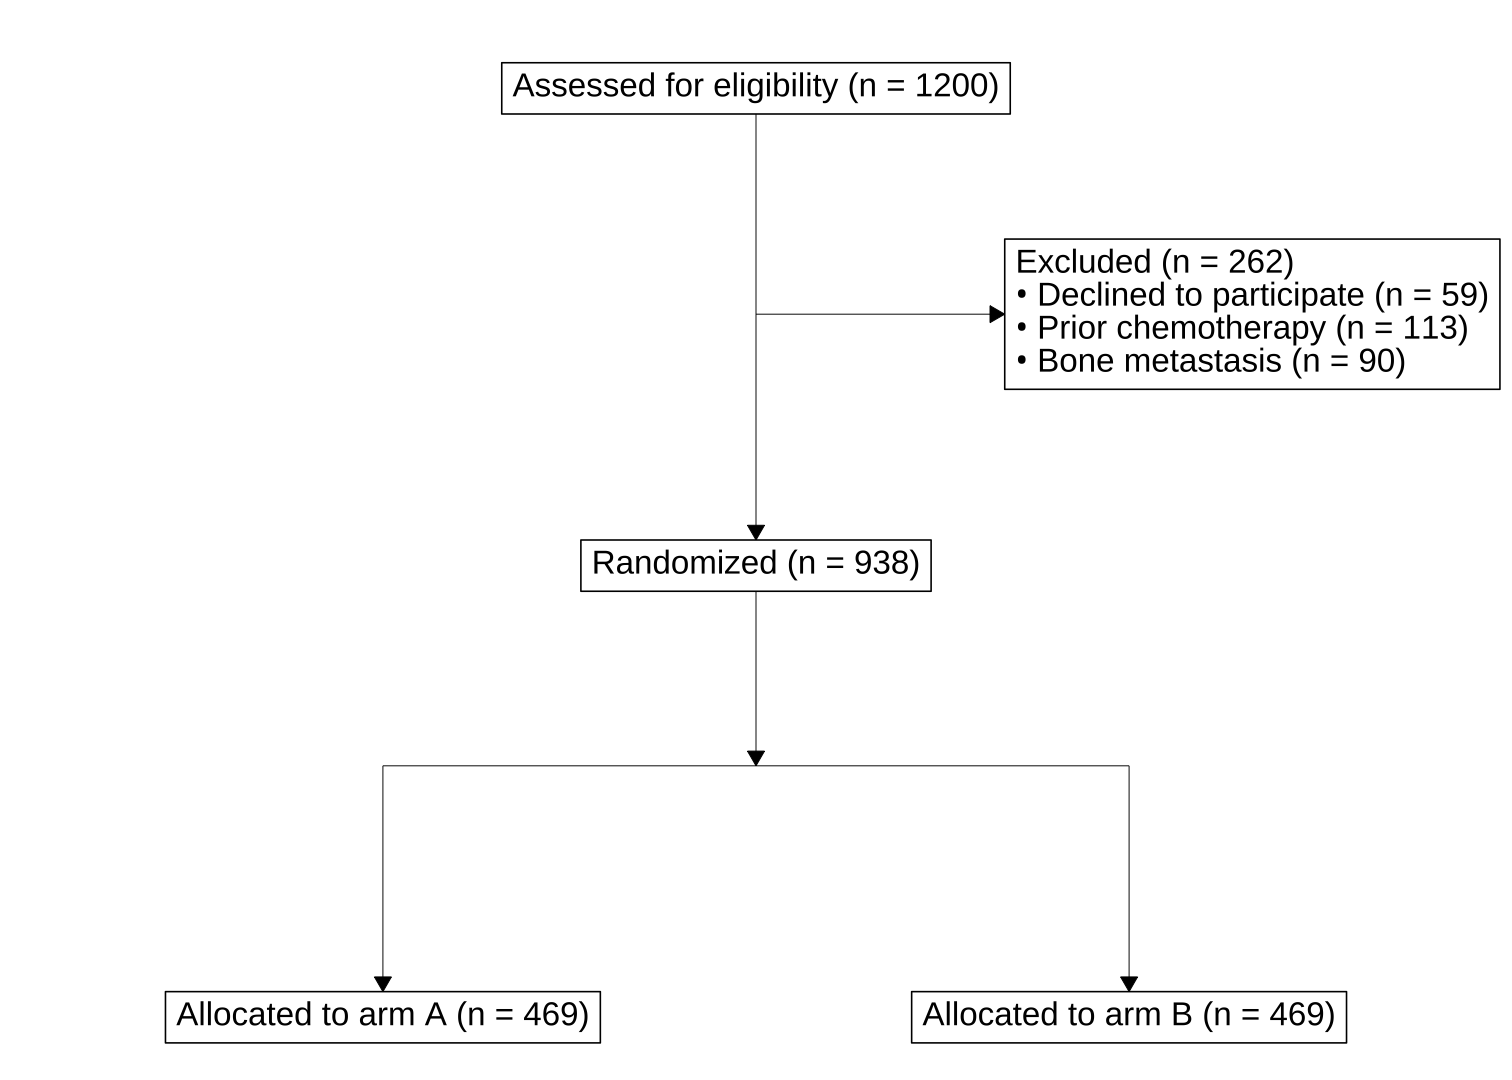 Assessed for eligibility (n = 1200)
Excluded (n = 262)
• Declined to participate (n = 59)
• Prior chemotherapy (n = 113)
• Bone metastasis (n = 90)
Randomized (n = 938)
Allocated to arm A (n = 469)
Allocated to arm B (n = 469)